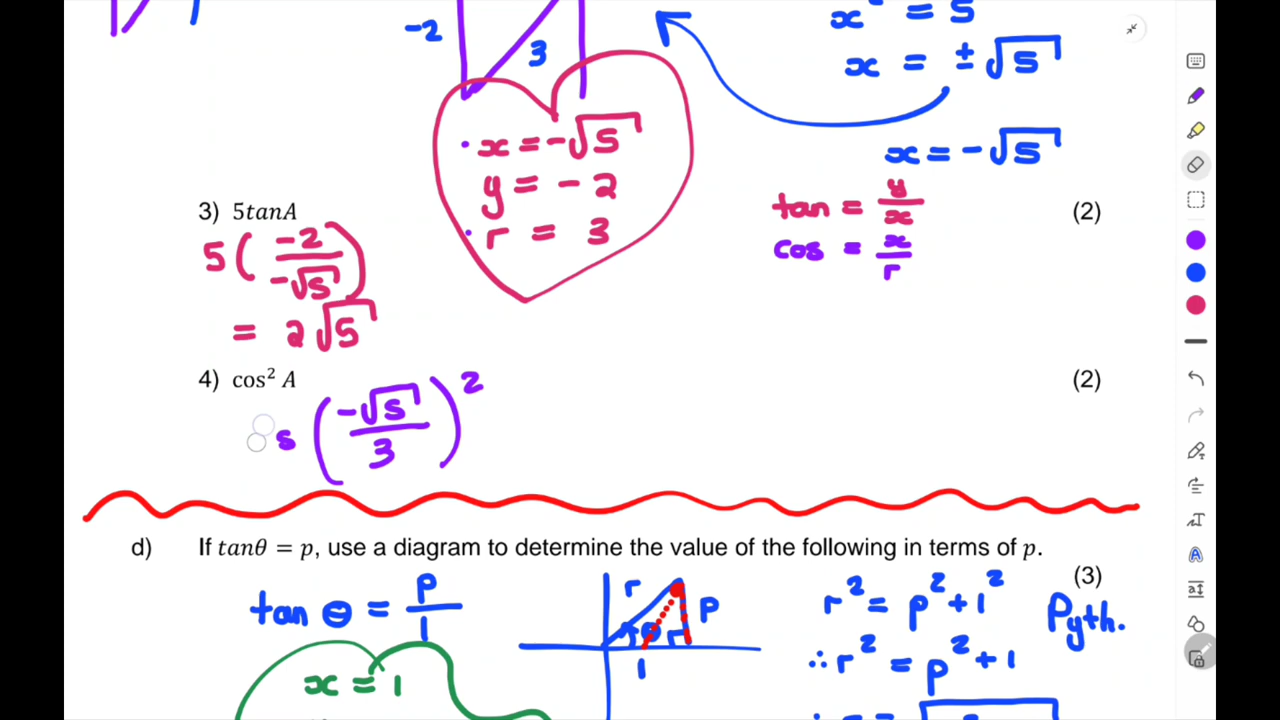 -2
3
x² = 5
x = ±√5
x = -√5
x = -√5
y = -2
r = 3
3) 5tanA
tan = y/x
(2)
cos = x/r
5(-2/-√5)
= 2√5
4) cos² A
(2)
s (-√5/3)²
d) If tanθ = p, use a diagram to determine the value of the following in terms of p.
(3)
tan θ = p/1
r
p
θ
1
r² = p² + 1²
Pyth.
∴ r² = p² + 1
x = 1